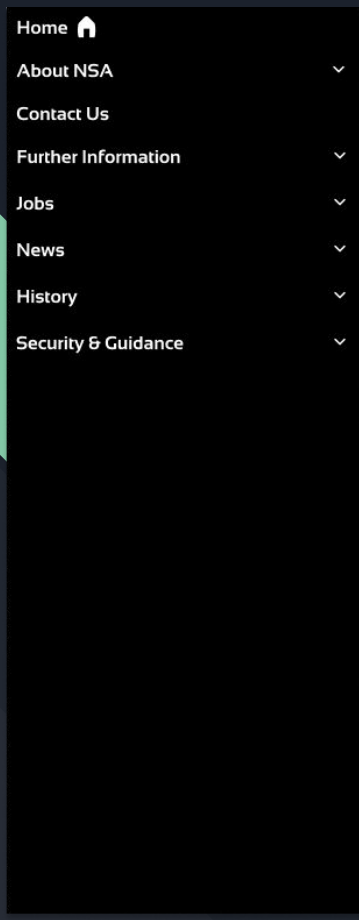 Home
About NSA
Contact Us
Further Information
Jobs
News
History
Security & Guidance